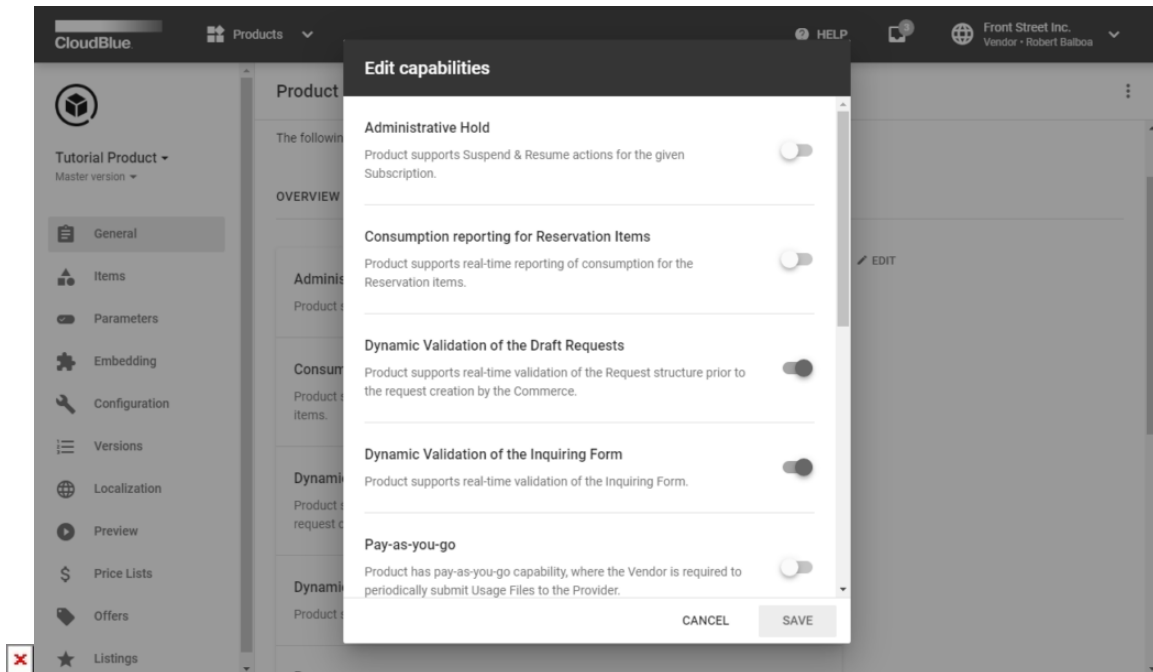 CloudBlue
Products
HELP
3
Front Street Inc.
Vendor • Robert Balboa
Tutorial Product
Master version
General
Items
Parameters
Embedding
Configuration
Versions
Localization
Preview
Price Lists
Offers
Listings
Product
The followin
OVERVIEW
EDIT
Adminis
Product s
Consum
Product s
items.
Dynami
Product s
request c
Dynami
Product s
Edit capabilities
Administrative Hold
Product supports Suspend & Resume actions for the given
Subscription.
Consumption reporting for Reservation Items
Product supports real-time reporting of consumption for the
Reservation items.
Dynamic Validation of the Draft Requests
Product supports real-time validation of the Request structure prior to
the request creation by the Commerce.
Dynamic Validation of the Inquiring Form
Product supports real-time validation of the Inquiring Form.
Pay-as-you-go
Product has pay-as-you-go capability, where the Vendor is required to
periodically submit Usage Files to the Provider.
CANCEL
SAVE